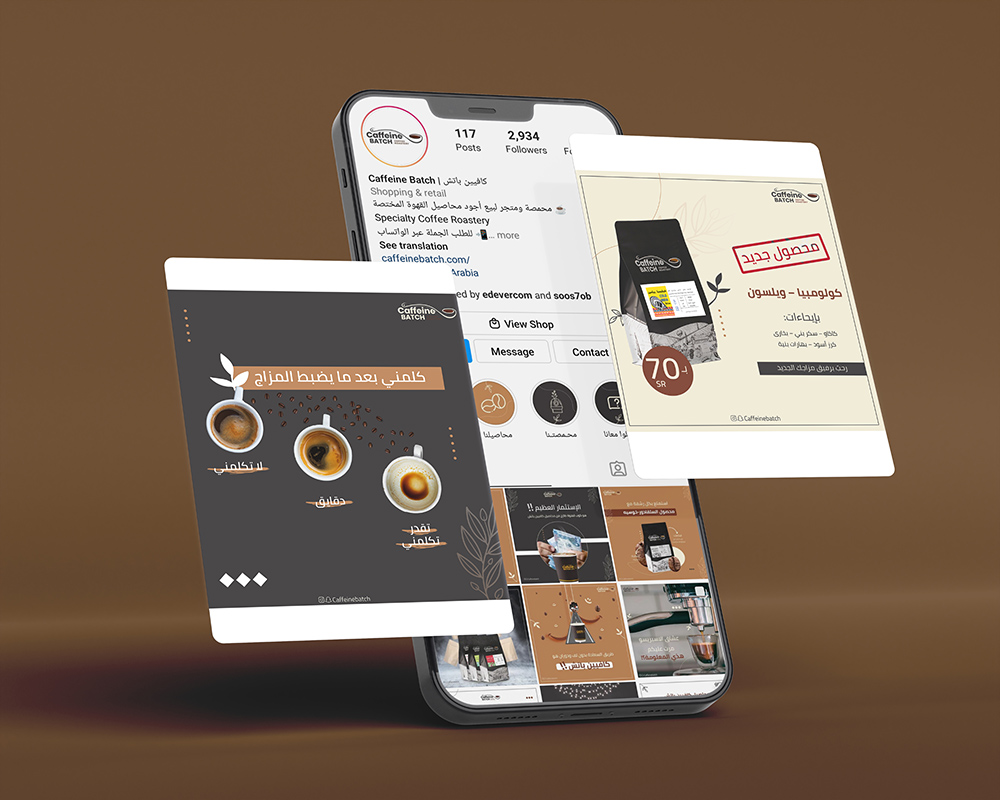 Caffeine
BATCH
117
Posts
2,934
Followers
Caffeine Batch | كافيين باتش
Shopping & retail
محمصة ومتجر لبيع أجود محاصيل القهوة المختصة
Specialty Coffee Roastery
للطلب الجملة عبر الواتساب ... more
See translation
caffeinebatch.com/
Arabia
ed by edevercom and soos7ob
View Shop
Message
Contact
محاصيلنا
محمصتنا
معانا
الإستثمار العظيم !!
كافيين باتش !!
Caffeine
BATCH
كلمني بعد ما يضبط المزاج
لا تكلمني
دقايق
تقدر
تكلمني
Caffeinebatch
Caffeine
BATCH
محصول جديد
كولومبيا - ويلسون
بإيحاءات:
كاكاو - سكر بني - بخاري
كرز أسود - بهارات بنية
رحت برفيق مزاجك الجديد
Caffeine
BATCH
بـ 70
SR
Caffeinebatch